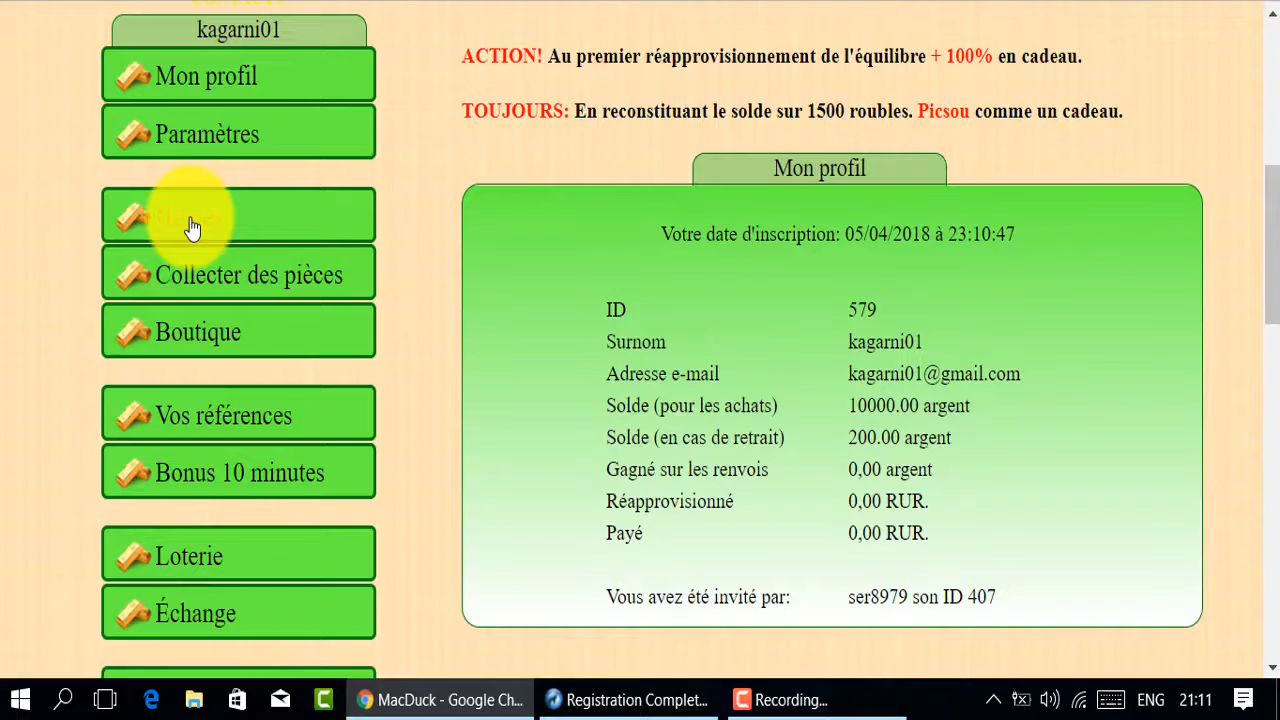 kagarni01
Mon profil
Paramètres
Collecter des pièces
Boutique
Vos références
Bonus 10 minutes
Loterie
Échange
ACTION! Au premier réapprovisionnement de l'équilibre + 100% en cadeau.
TOUJOURS: En reconstituant le solde sur 1500 roubles. Picsou comme un cadeau.
Mon profil
Votre date d'inscription: 05/04/2018 à 23:10:47
ID 579
Surnom kagarni01
Adresse e-mail kagarni01@gmail.com
Solde (pour les achats) 10000.00 argent
Solde (en cas de retrait) 200.00 argent
Gagné sur les renvois 0,00 argent
Réapprovisionné 0,00 RUR.
Payé 0,00 RUR.
Vous avez été invité par: ser8979 son ID 407
MacDuck - Google Ch...
Registration Complet...
Recording...
ENG
21:11